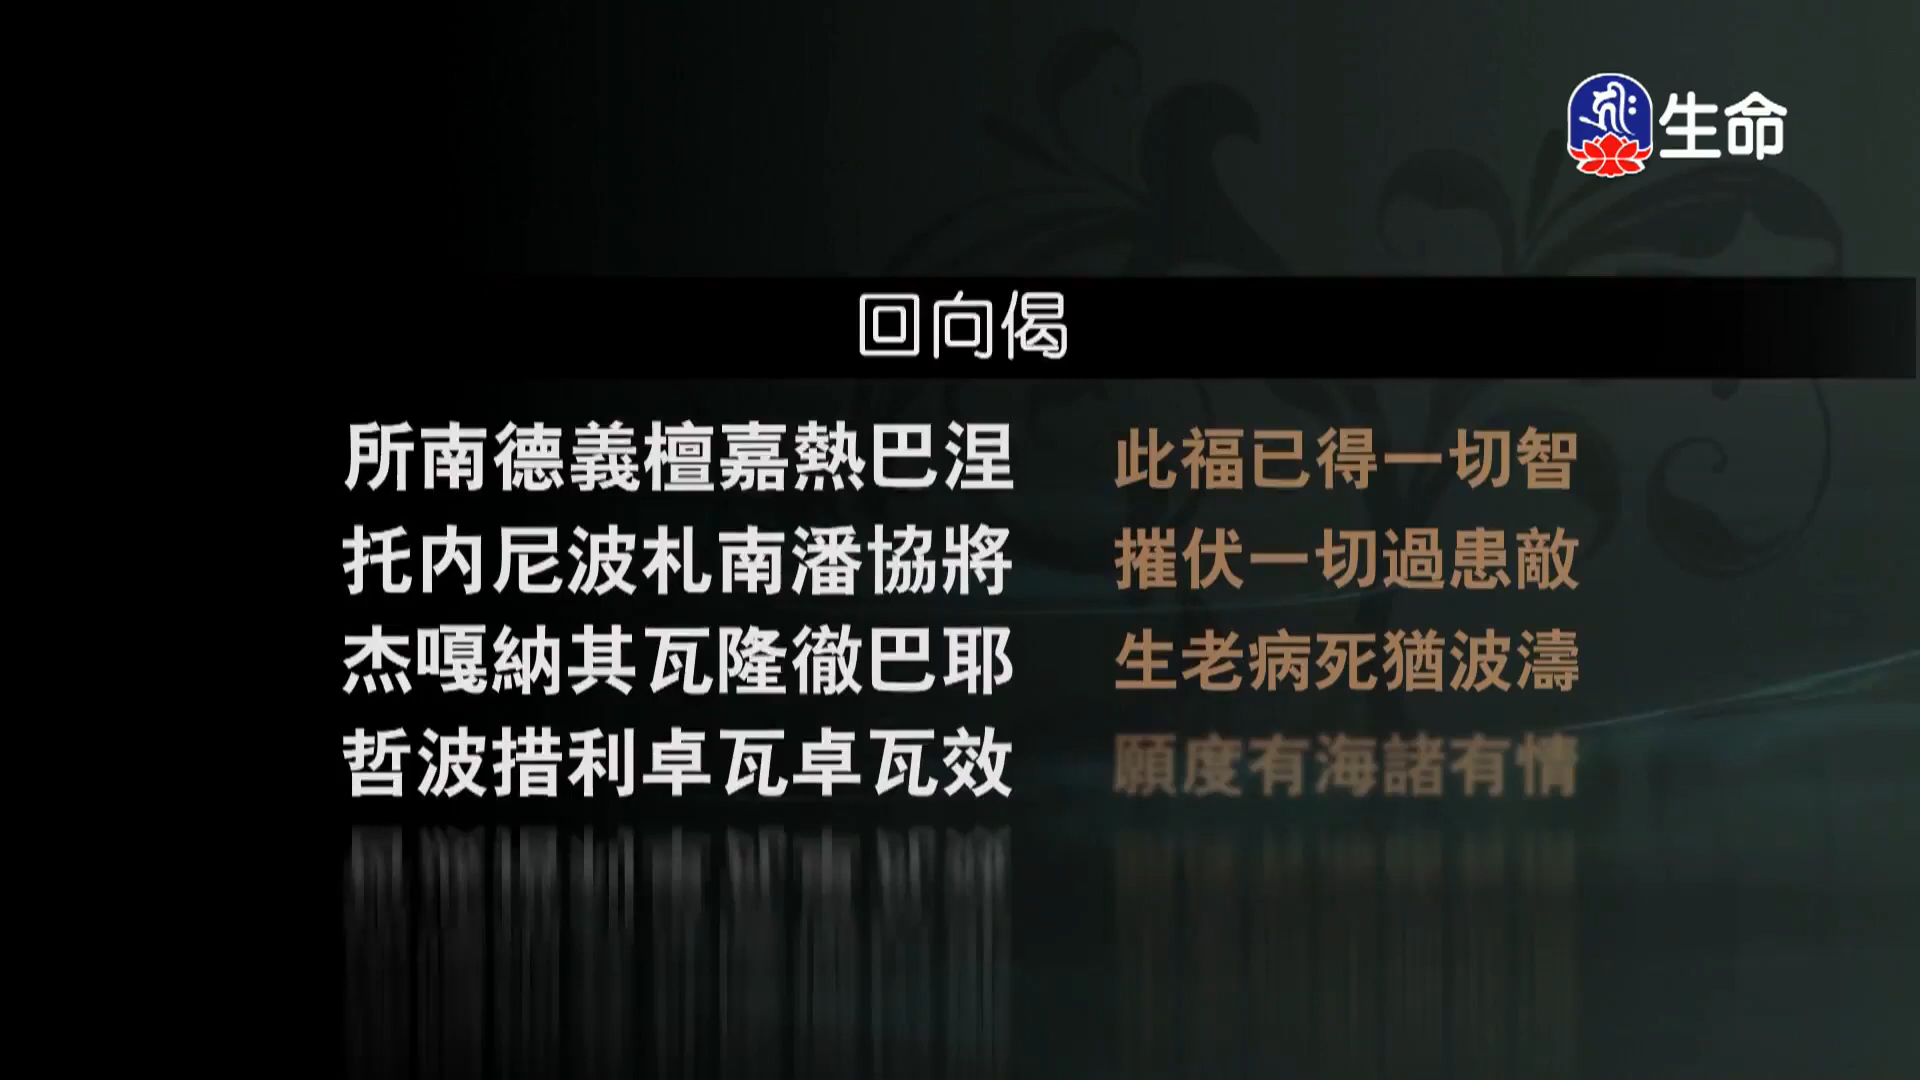 生命
回向偈
所南德義檀嘉熱巴涅
此福已得一切智
托内尼波札南潘協將
摧伏一切過患敵
杰嘎納其瓦隆徹巴耶
生老病死猶波濤
哲波措利卓瓦卓瓦效
願度有海諸有情